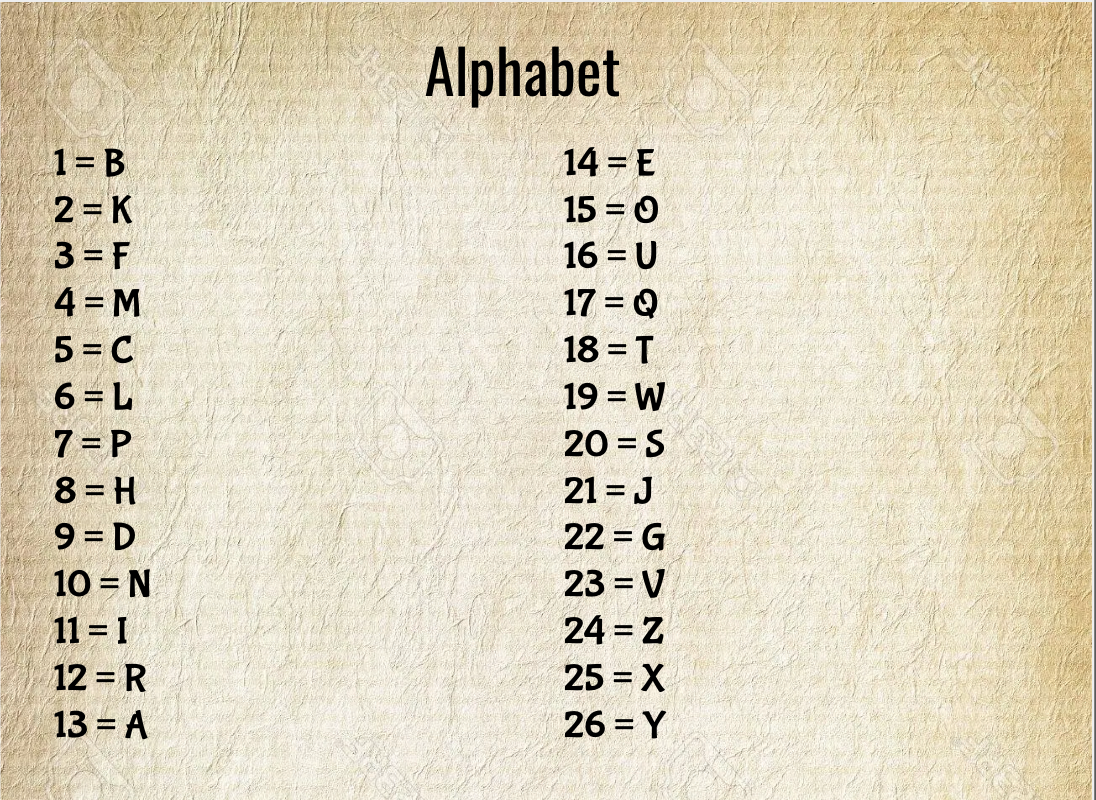 Alphabet
1 = B
2 = K
3 = F
4 = M
5 = C
6 = L
7 = P
8 = H
9 = D
10 = N
11 = I
12 = R
13 = A
14 = E
15 = O
16 = U
17 = Q
18 = T
19 = W
20 = S
21 = J
22 = G
23 = V
24 = Z
25 = X
26 = Y